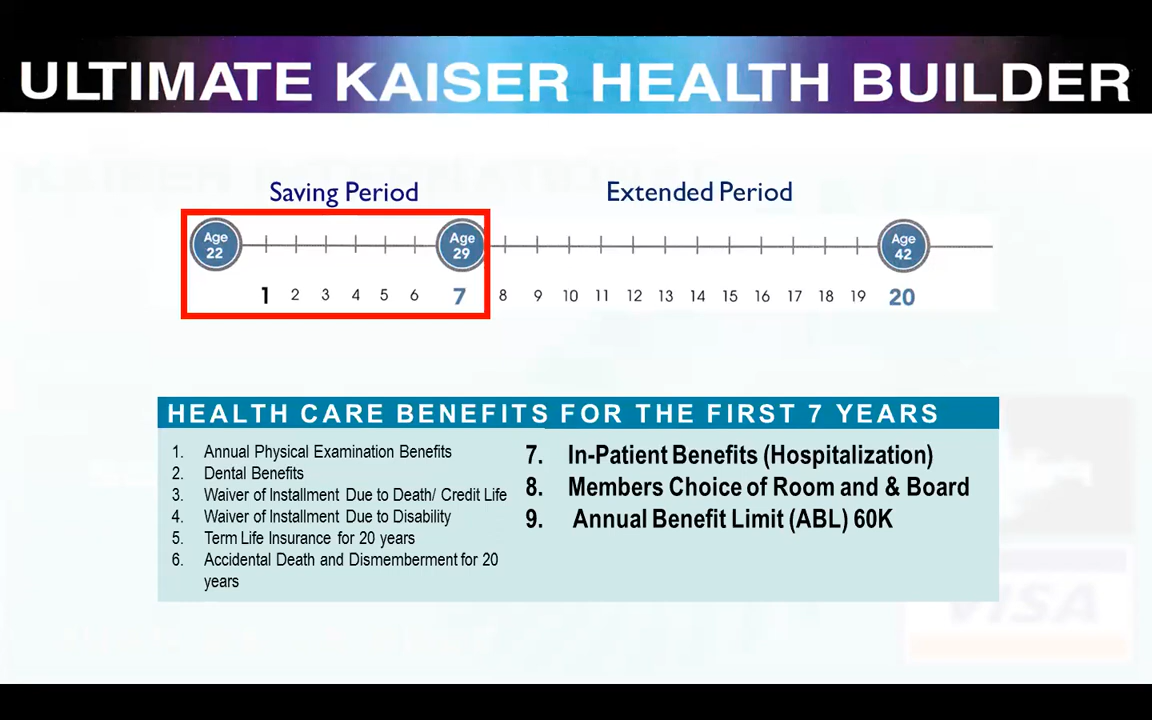 ULTIMATE KAISER HEALTH BUILDER
Saving Period
Extended Period
Age 22
Age 29
Age 42
1 2 3 4 5 6 7 8 9 10 11 12 13 14 15 16 17 18 19 20
HEALTH CARE BENEFITS FOR THE FIRST 7 YEARS
1. Annual Physical Examination Benefits
2. Dental Benefits
3. Waiver of Installment Due to Death/ Credit Life
4. Waiver of Installment Due to Disability
5. Term Life Insurance for 20 years
6. Accidental Death and Dismemberment for 20
years
7. In-Patient Benefits (Hospitalization)
8. Members Choice of Room and & Board
9. Annual Benefit Limit (ABL) 60K
VISA